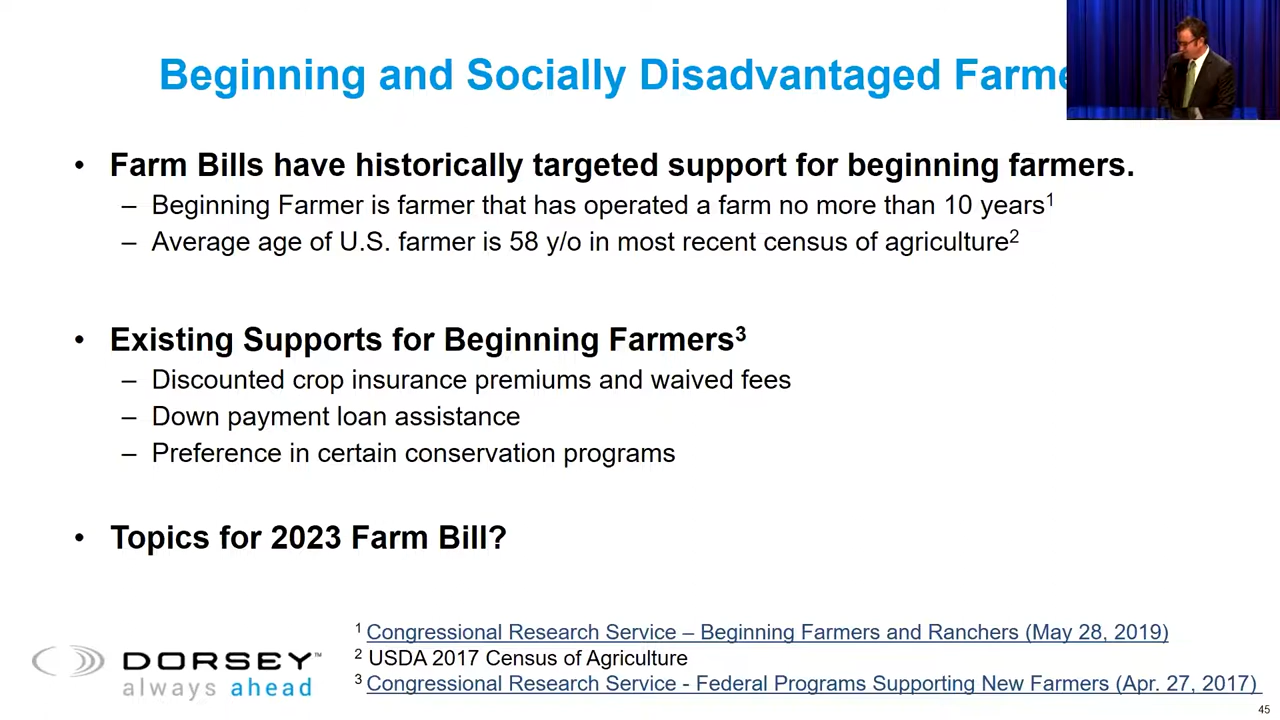 Beginning and Socially Disadvantaged Farme
• Farm Bills have historically targeted support for beginning farmers.
– Beginning Farmer is farmer that has operated a farm no more than 10 years1
– Average age of U.S. farmer is 58 y/o in most recent census of agriculture2
• Existing Supports for Beginning Farmers3
– Discounted crop insurance premiums and waived fees
– Down payment loan assistance
– Preference in certain conservation programs
• Topics for 2023 Farm Bill?
1 Congressional Research Service – Beginning Farmers and Ranchers (May 28, 2019)
2 USDA 2017 Census of Agriculture
3 Congressional Research Service - Federal Programs Supporting New Farmers (Apr. 27, 2017)
DORSEY™
always ahead
45